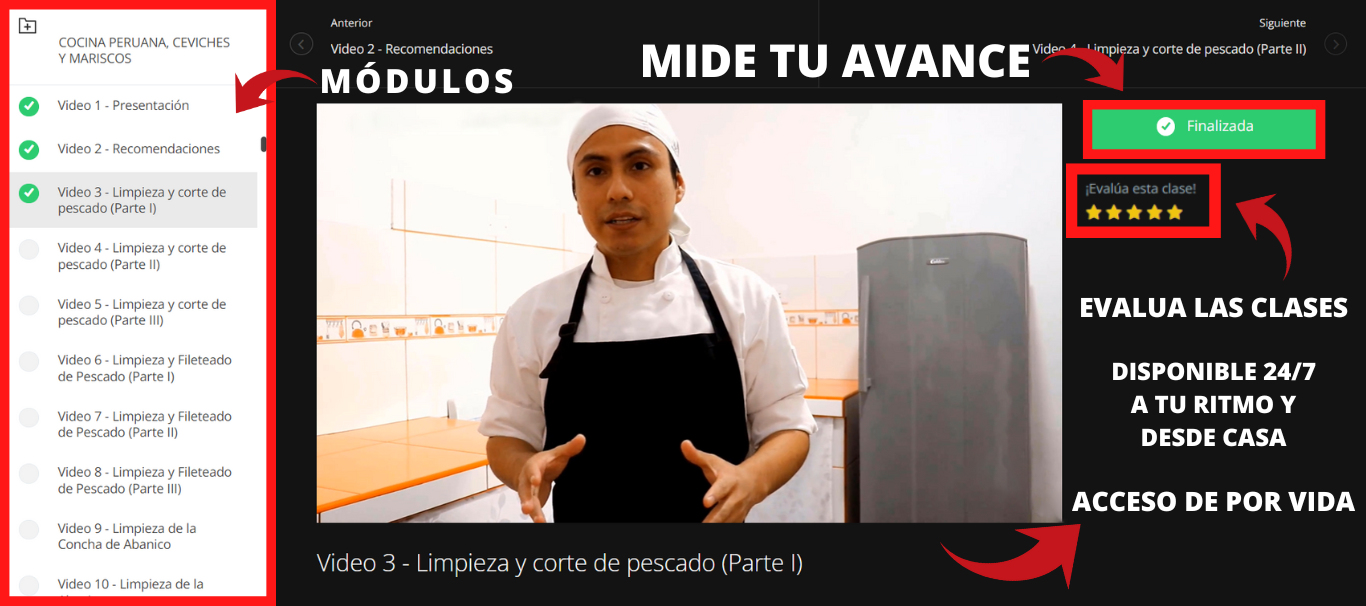 COCINA PERUANA, CEVICHES
Y MARISCOS
Video 1 - Presentación
Video 2 - Recomendaciones
Video 3 - Limpieza y corte de
pescado (Parte I)
Video 4 - Limpieza y corte de
pescado (Parte II)
Video 5 - Limpieza y corte de
pescado (Parte III)
Video 6 - Limpieza y Fileteado
de Pescado (Parte I)
Video 7 - Limpieza y Fileteado
de Pescado (Parte II)
Video 8 - Limpieza y Fileteado
de Pescado (Parte III)
Video 9 - Limpieza de la
Concha de Abanico
Video 10 - Limpieza de la
Anterior
Video 2 - Recomendaciones
MÓDULOS
MIDE TU AVANCE
Siguiente
Video 4 - Limpieza y corte de pescado (Parte II)
Finalizada
¡Evalúa esta clase!
EVALUA LAS CLASES
DISPONIBLE 24/7
A TU RITMO Y
DESDE CASA
ACCESO DE POR VIDA
Video 3 - Limpieza y corte de pescado (Parte I)